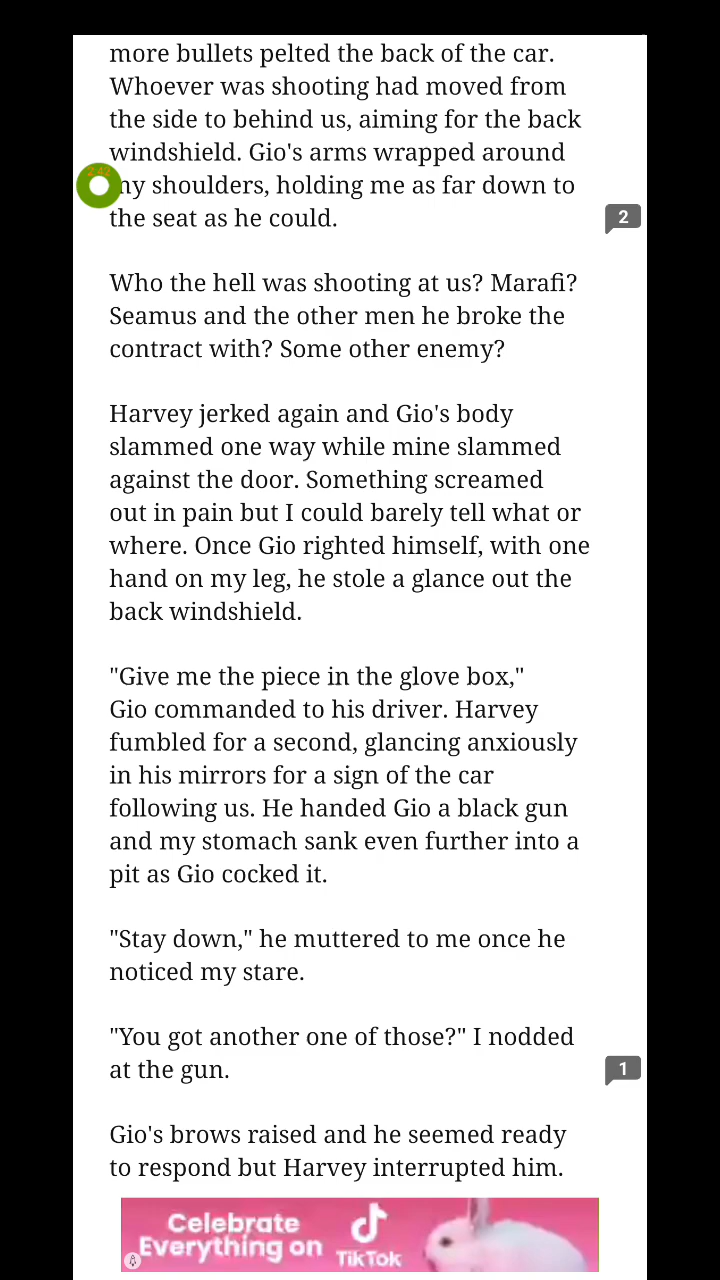 more bullets pelted the back of the car.
Whoever was shooting had moved from
the side to behind us, aiming for the back
windshield. Gio's arms wrapped around
my shoulders, holding me as far down to
the seat as he could.
2
Who the hell was shooting at us? Marafi?
Seamus and the other men he broke the
contract with? Some other enemy?
Harvey jerked again and Gio's body
slammed one way while mine slammed
against the door. Something screamed
out in pain but I could barely tell what or
where. Once Gio righted himself, with one
hand on my leg, he stole a glance out the
back windshield.
"Give me the piece in the glove box,"
Gio commanded to his driver. Harvey
fumbled for a second, glancing anxiously
in his mirrors for a sign of the car
following us. He handed Gio a black gun
and my stomach sank even further into a
pit as Gio cocked it.
"Stay down," he muttered to me once he
noticed my stare.
"You got another one of those?" I nodded
at the gun.
1
Gio's brows raised and he seemed ready
to respond but Harvey interrupted him.
Celebrate
Everything on
TikTok